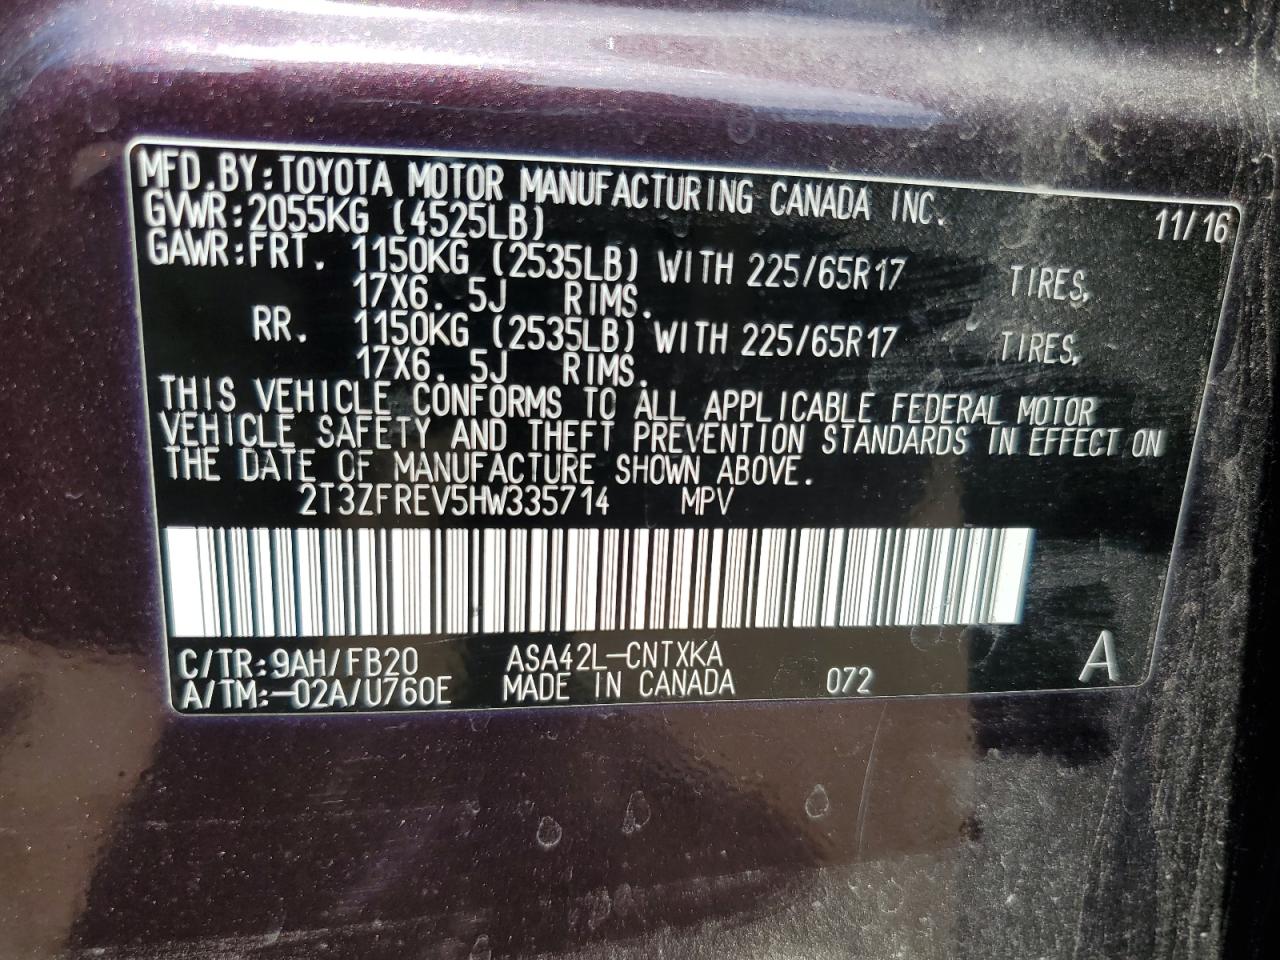 MFD.BY:TOYOTA MOTOR MANUFACTURING CANADA INC.
GVWR:2055KG (4525LB) 11/16
GAWR:FRT. 1150KG (2535LB) WITH 225/65R17 TIRES,
17X6. 5J RIMS.
RR. 1150KG (2535LB) WITH 225/65R17 TIRES,
17X6. 5J RIMS.
THIS VEHICLE CONFORMS TO ALL APPLICABLE FEDERAL MOTOR
VEHICLE SAFETY AND THEFT PREVENTION STANDARDS IN EFFECT ON
THE DATE OF MANUFACTURE SHOWN ABOVE.
2T3ZFREV5HW335714 MPV
C/TR:9AH/FB20 ASA42L-CNTXKA A
A/TM:-02A/U760E MADE IN CANADA 072